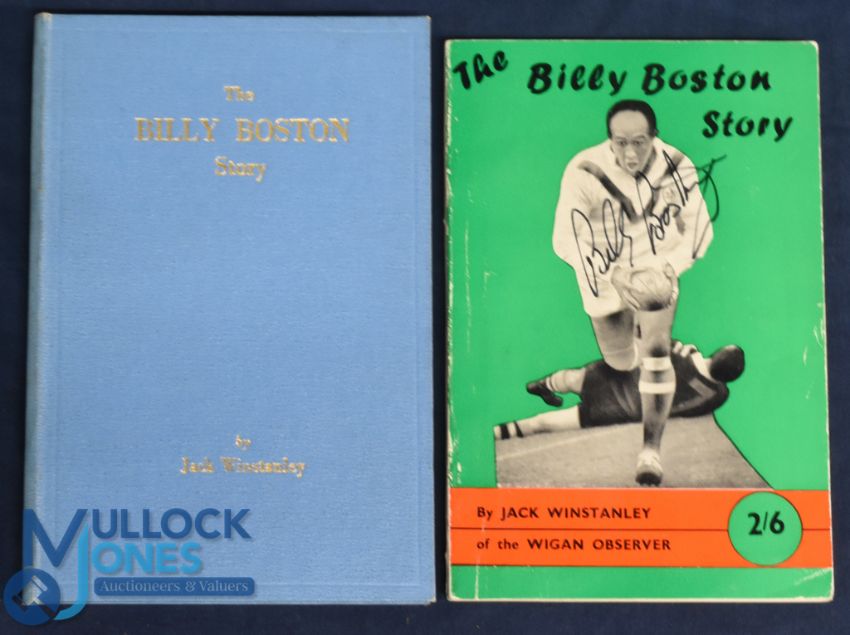 The
BILLY BOSTON
Story
by
Jack Winstanley
The Billy Boston
Story
Billy Boston
By JACK WINSTANLEY
of the WIGAN OBSERVER
2/6
MULLOCK
JONES
Auctioneers & Valuers